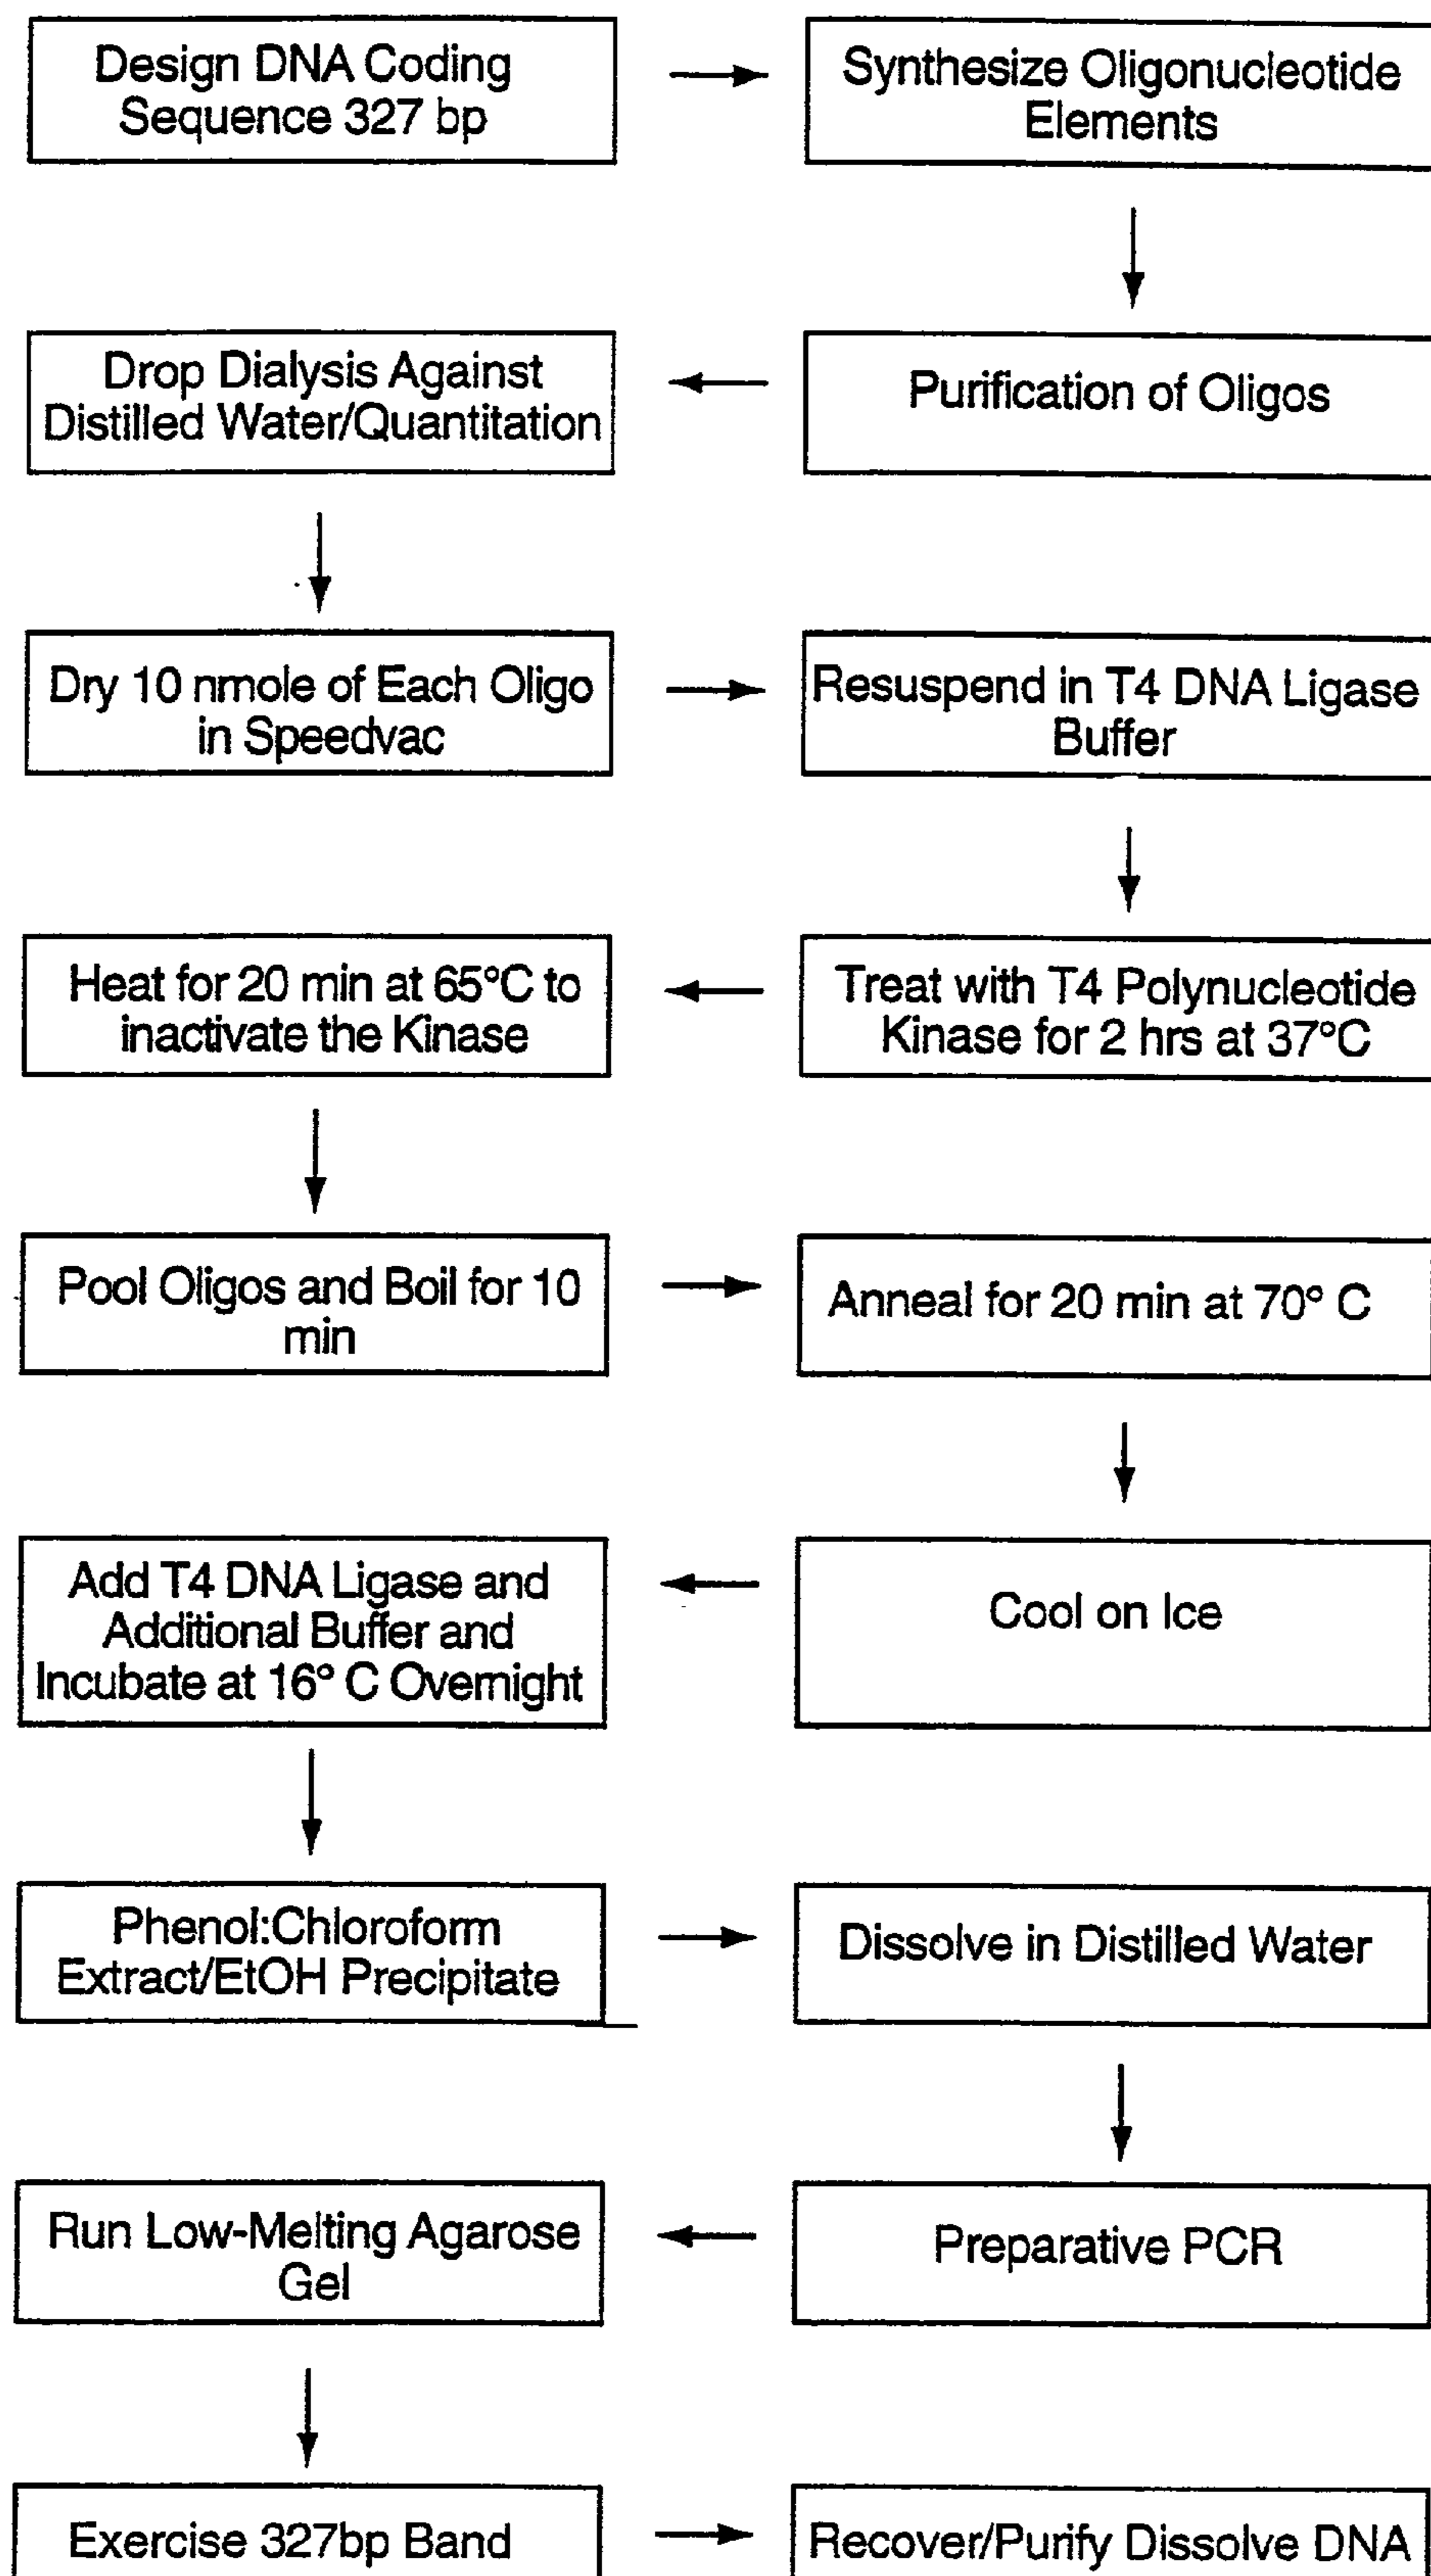 Design DNA Coding
Sequence 327 bp
Synthesize Oligonucleotide
Elements
Purification of Oligos
Drop Dialysis Against
Distilled Water/Quantitation
Dry 10 nmole of Each Oligo
in Speedvac
Resuspend in T4 DNA Ligase
Buffer
Treat with T4 Polynucleotide
Kinase for 2 hrs at 37°C
Heat for 20 min at 65°C to
inactivate the Kinase
Pool Oligos and Boil for 10
min
Anneal for 20 min at 70° C
Cool on Ice
Add T4 DNA Ligase and
Additional Buffer and
Incubate at 16° C Overnight
Phenol:Chloroform
Extract/EtOH Precipitate
Dissolve in Distilled Water
Preparative PCR
Run Low-Melting Agarose
Gel
Exercise 327bp Band
Recover/Purify Dissolve DNA